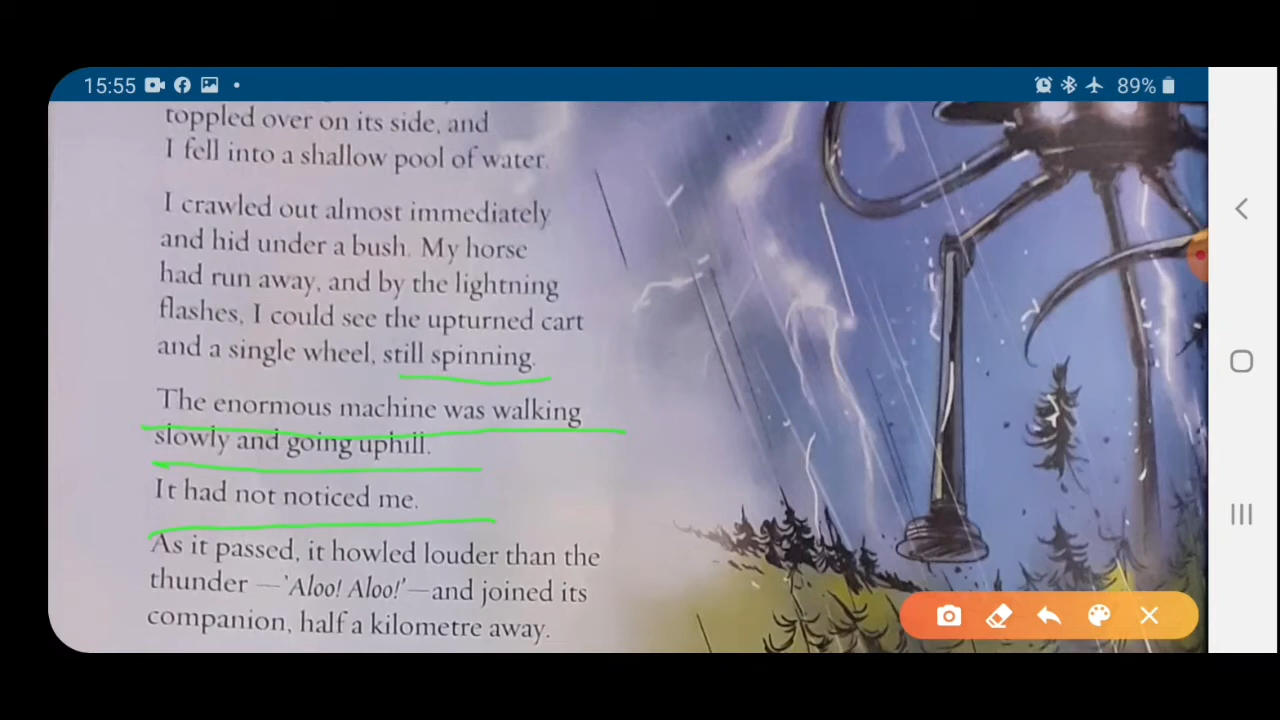 15:55
89%
toppled over on its side, and
I fell into a shallow pool of water.
I crawled out almost immediately
and hid under a bush. My horse
had run away, and by the lightning
flashes, I could see the upturned cart
and a single wheel, still spinning.
The enormous machine was walking
slowly and going uphill.
It had not noticed me.
As it passed, it howled louder than the
thunder —'Aloo! Aloo!'—and joined its
companion, half a kilometre away.